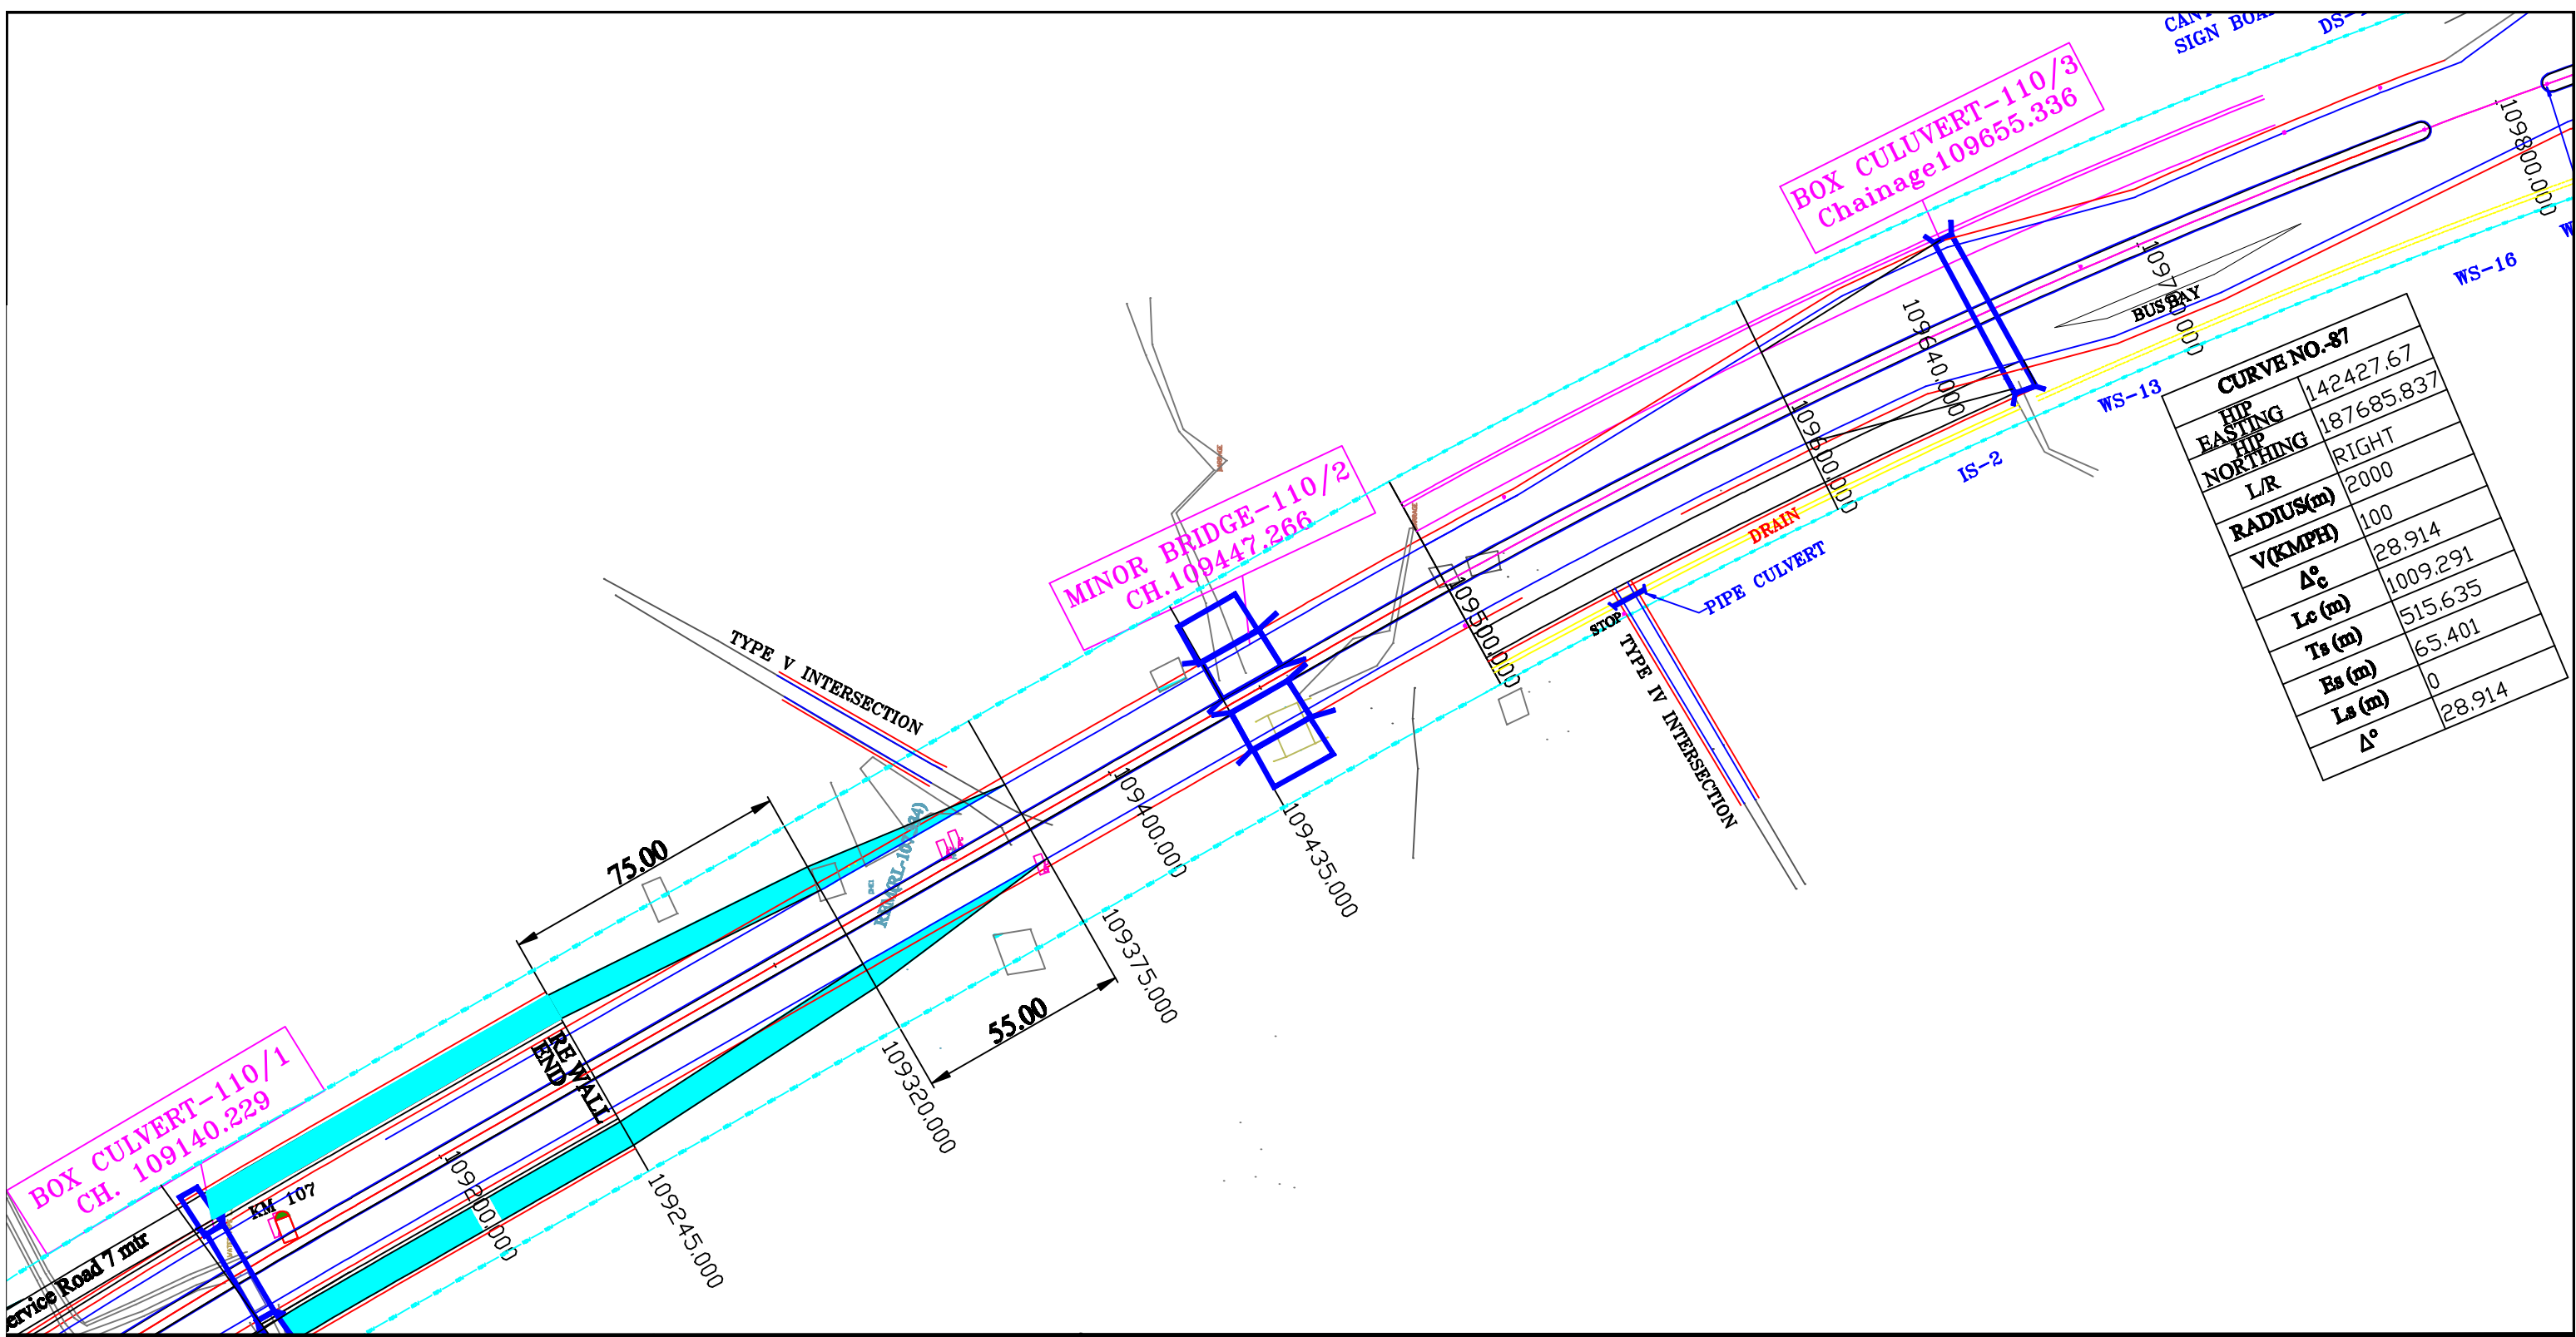 BOX CULUVERT-110/3
Chainage109655.336
109800.000
WS-16
BUS BAY
109640.000
WS-13
CURVE NO.-87
HIP EASTING 142427.67
HIP NORTHING 187685.837
L/R RIGHT
RADIUS(m) 2000
V(KMPH) 100
Δ°c 28.914
Lc (m) 1009.291
Ts (m) 515.635
Es (m) 65.401
Ls (m) 0
Δ° 28.914
109600.000
IS-2
DRAIN
PIPE CULVERT
STOP
TYPE IV INTERSECTION
MINOR BRIDGE-110/2
CH.109447.266
109500.000
TYPE V INTERSECTION
109400.000
109435.000
75.00
109375.000
55.00
109320.000
RE WALL
END
109245.000
109200.000
BOX CULVERT-110/1
CH. 109140.229
KM 107
Road 7 mtr